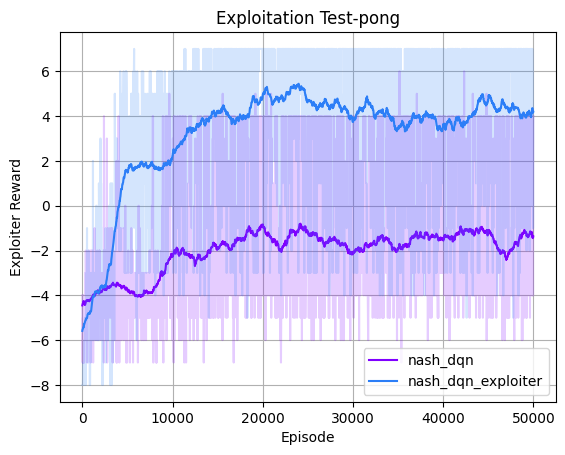 Exploitation Test-pong
Exploiter Reward
6
4
2
0
−2
−4
−6
−8
0 10000 20000 30000 40000 50000
Episode
nash_dqn
nash_dqn_exploiter